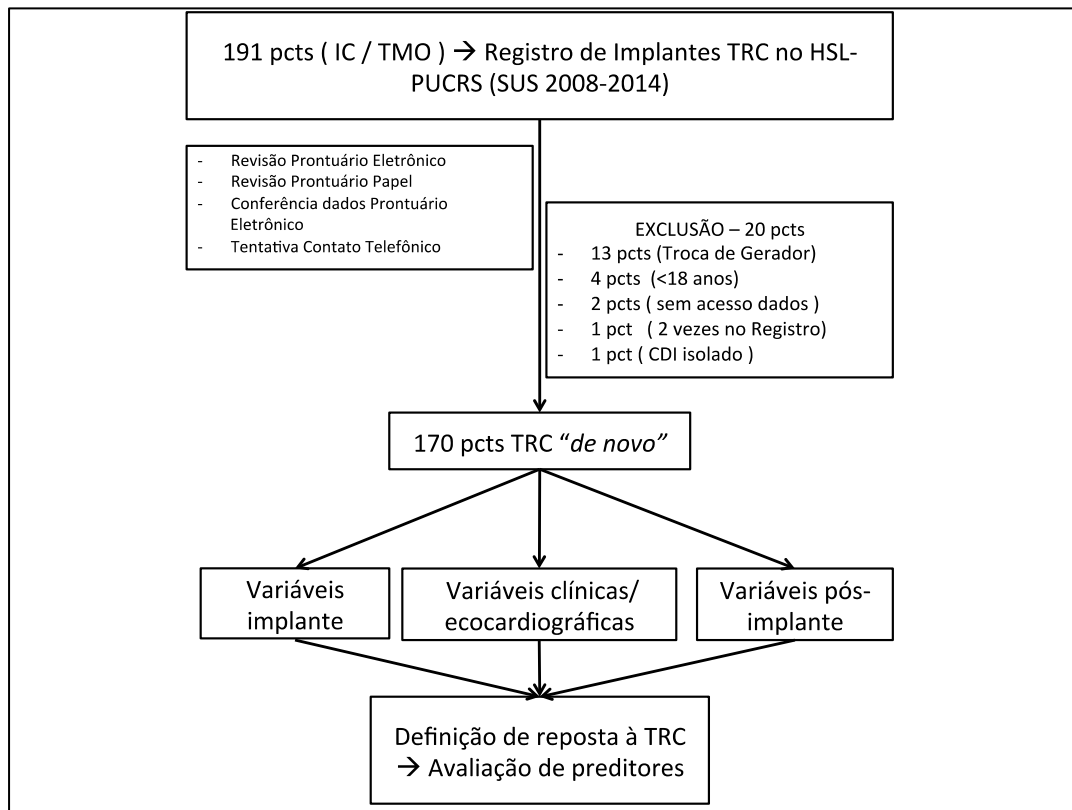 191 pcts ( IC / TMO ) → Registro de Implantes TRC no HSL-
PUCRS (SUS 2008-2014)
- Revisão Prontuário Eletrônico
- Revisão Prontuário Papel
- Conferência dados Prontuário
Eletrônico
- Tentativa Contato Telefônico
EXCLUSÃO – 20 pcts
- 13 pcts (Troca de Gerador)
- 4 pcts (<18 anos)
- 2 pcts ( sem acesso dados )
- 1 pct ( 2 vezes no Registro)
- 1 pct ( CDI isolado )
170 pcts TRC “de novo”
Variáveis
implante
Variáveis clínicas/
ecocardiográficas
Variáveis pós-
implante
Definição de reposta à TRC
→ Avaliação de preditores